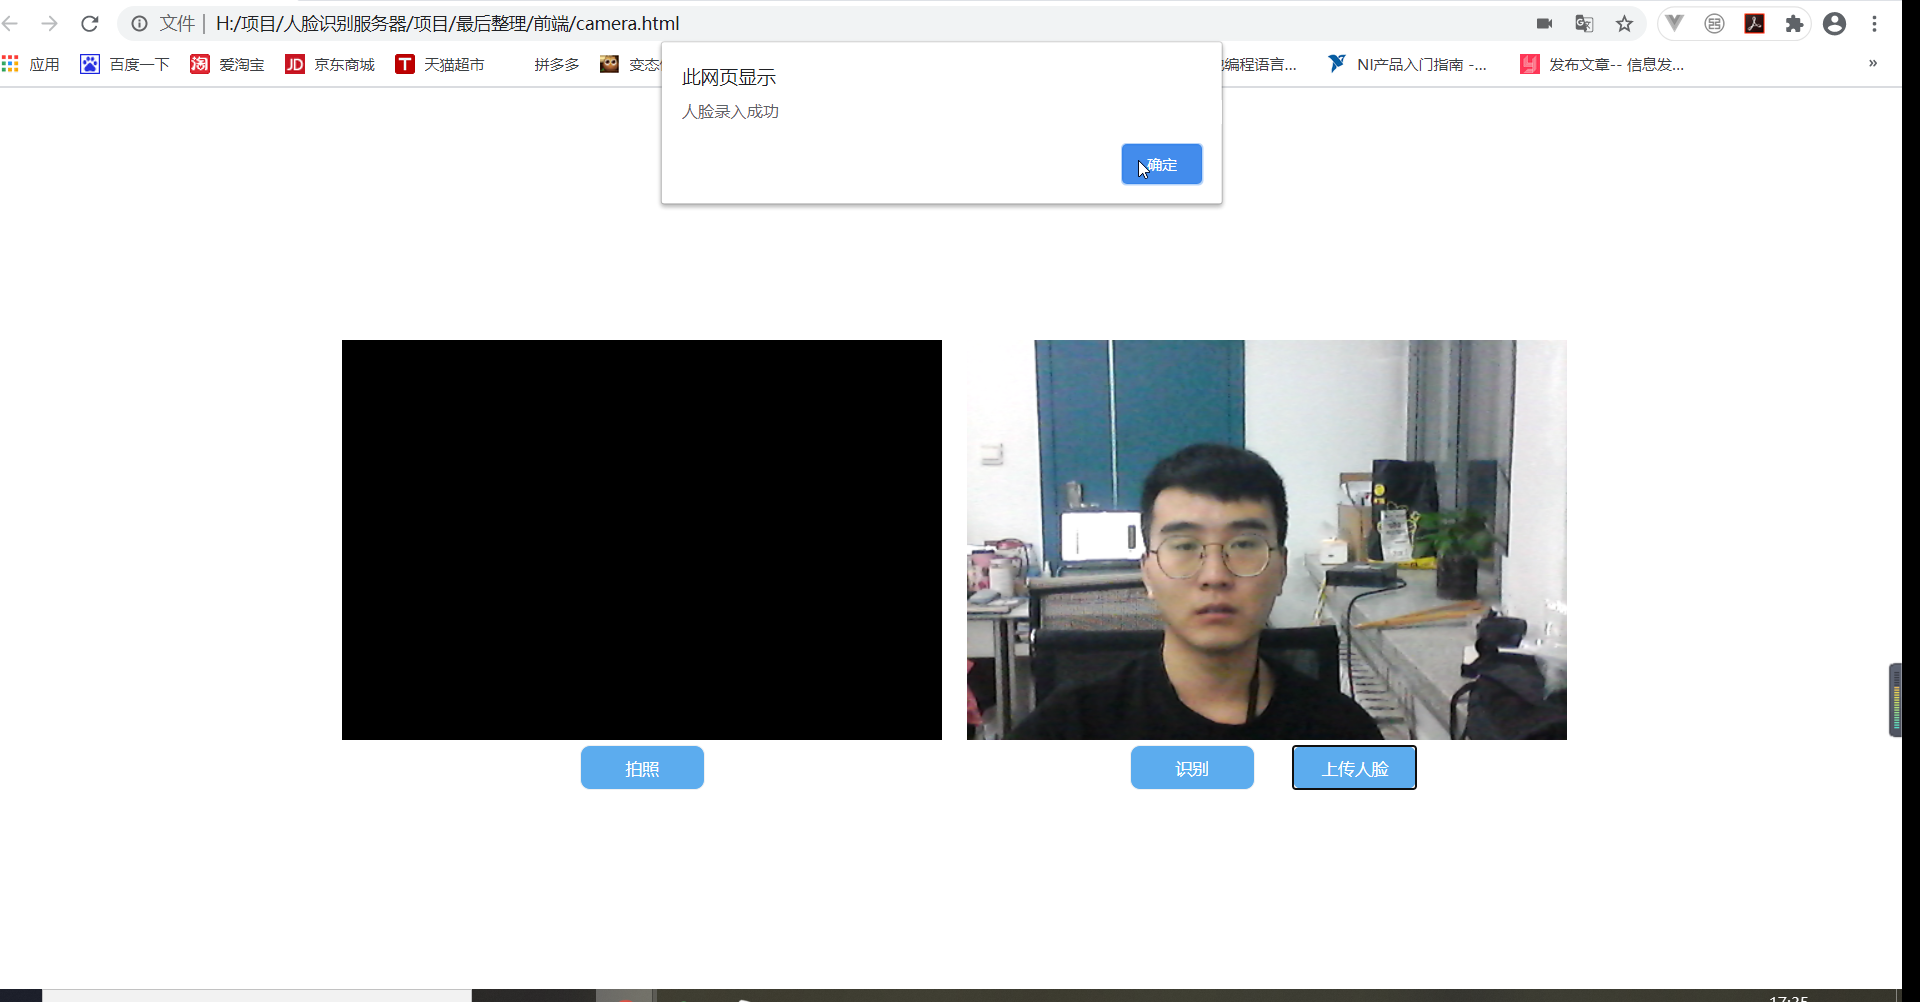 文件 | H:/项目/人脸识别服务器/项目/最后整理/前端/camera.html
应用 百度一下 淘 爱淘宝 JD 京东商城 T 天猫超市 拼多多 变态 编程语言... NI产品入门指南 -... 发布文章-- 信息发... »
此网页显示
人脸录入成功
确定
拍照 识别 上传人脸
17:35